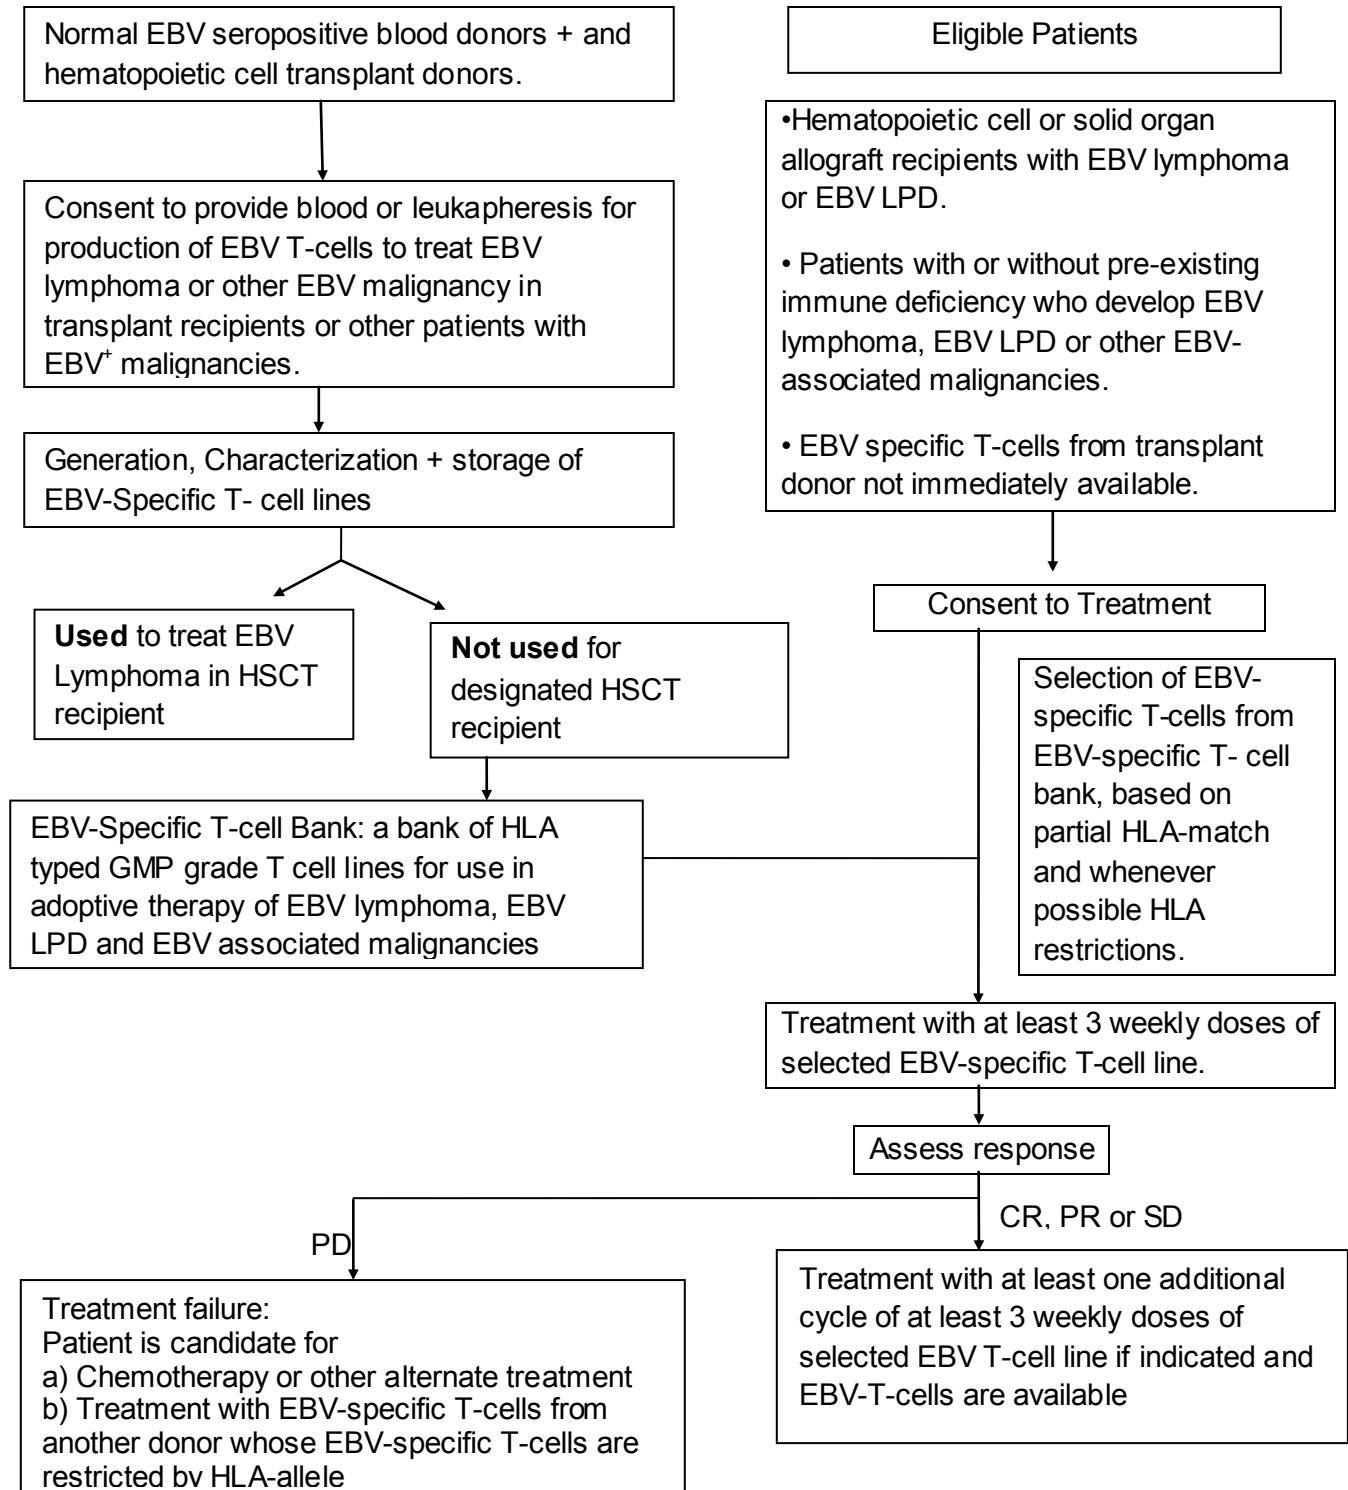 Normal EBV seropositive blood donors + and
hematopoietic cell transplant donors.
Eligible Patients
Consent to provide blood or leukapheresis for
production of EBV T-cells to treat EBV
lymphoma or other EBV malignancy in
transplant recipients or other patients with
EBV+ malignancies.
•Hematopoietic cell or solid organ
allograft recipients with EBV lymphoma
or EBV LPD.
• Patients with or without pre-existing
immune deficiency who develop EBV
lymphoma, EBV LPD or other EBV-
associated malignancies.
• EBV specific T-cells from transplant
donor not immediately available.
Generation, Characterization + storage of
EBV-Specific T- cell lines
Used to treat EBV
Lymphoma in HSCT
recipient
Not used for
designated HSCT
recipient
Consent to Treatment
Selection of EBV-
specific T-cells from
EBV-specific T- cell
bank, based on
partial HLA-match
and whenever
possible HLA
restrictions.
EBV-Specific T-cell Bank: a bank of HLA
typed GMP grade T cell lines for use in
adoptive therapy of EBV lymphoma, EBV
LPD and EBV associated malignancies
Treatment with at least 3 weekly doses of
selected EBV-specific T-cell line.
Assess response
PD
CR, PR or SD
Treatment failure:
Patient is candidate for
a) Chemotherapy or other alternate treatment
b) Treatment with EBV-specific T-cells from
another donor whose EBV-specific T-cells are
restricted by HLA-allele
Treatment with at least one additional
cycle of at least 3 weekly doses of
selected EBV T-cell line if indicated and
EBV-T-cells are available